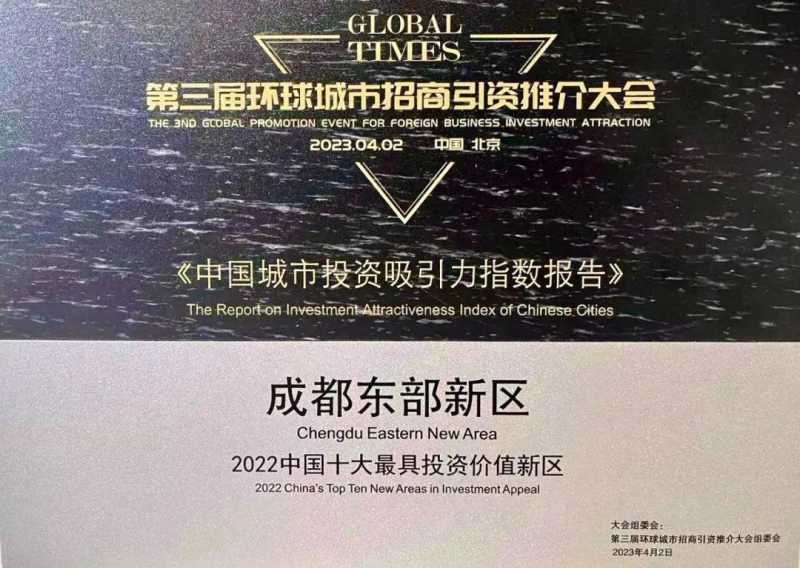 GLOBAL
TIMES
第三届环球城市招商引资推介大会
THE 3ND GLOBAL PROMOTION EVENT FOR FOREIGN BUSINESS INVESTMENT ATTRACTION
2023.04.02 中国 北京
《中国城市投资吸引力指数报告》
The Report on Investment Attractiveness Index of Chinese Cities
成都东部新区
Chengdu Eastern New Area
2022中国十大最具投资价值新区
2022 China's Top Ten New Areas in Investment Appeal
大会组委会：
第三届环球城市招商引资推介大会组委会
2023年4月2日